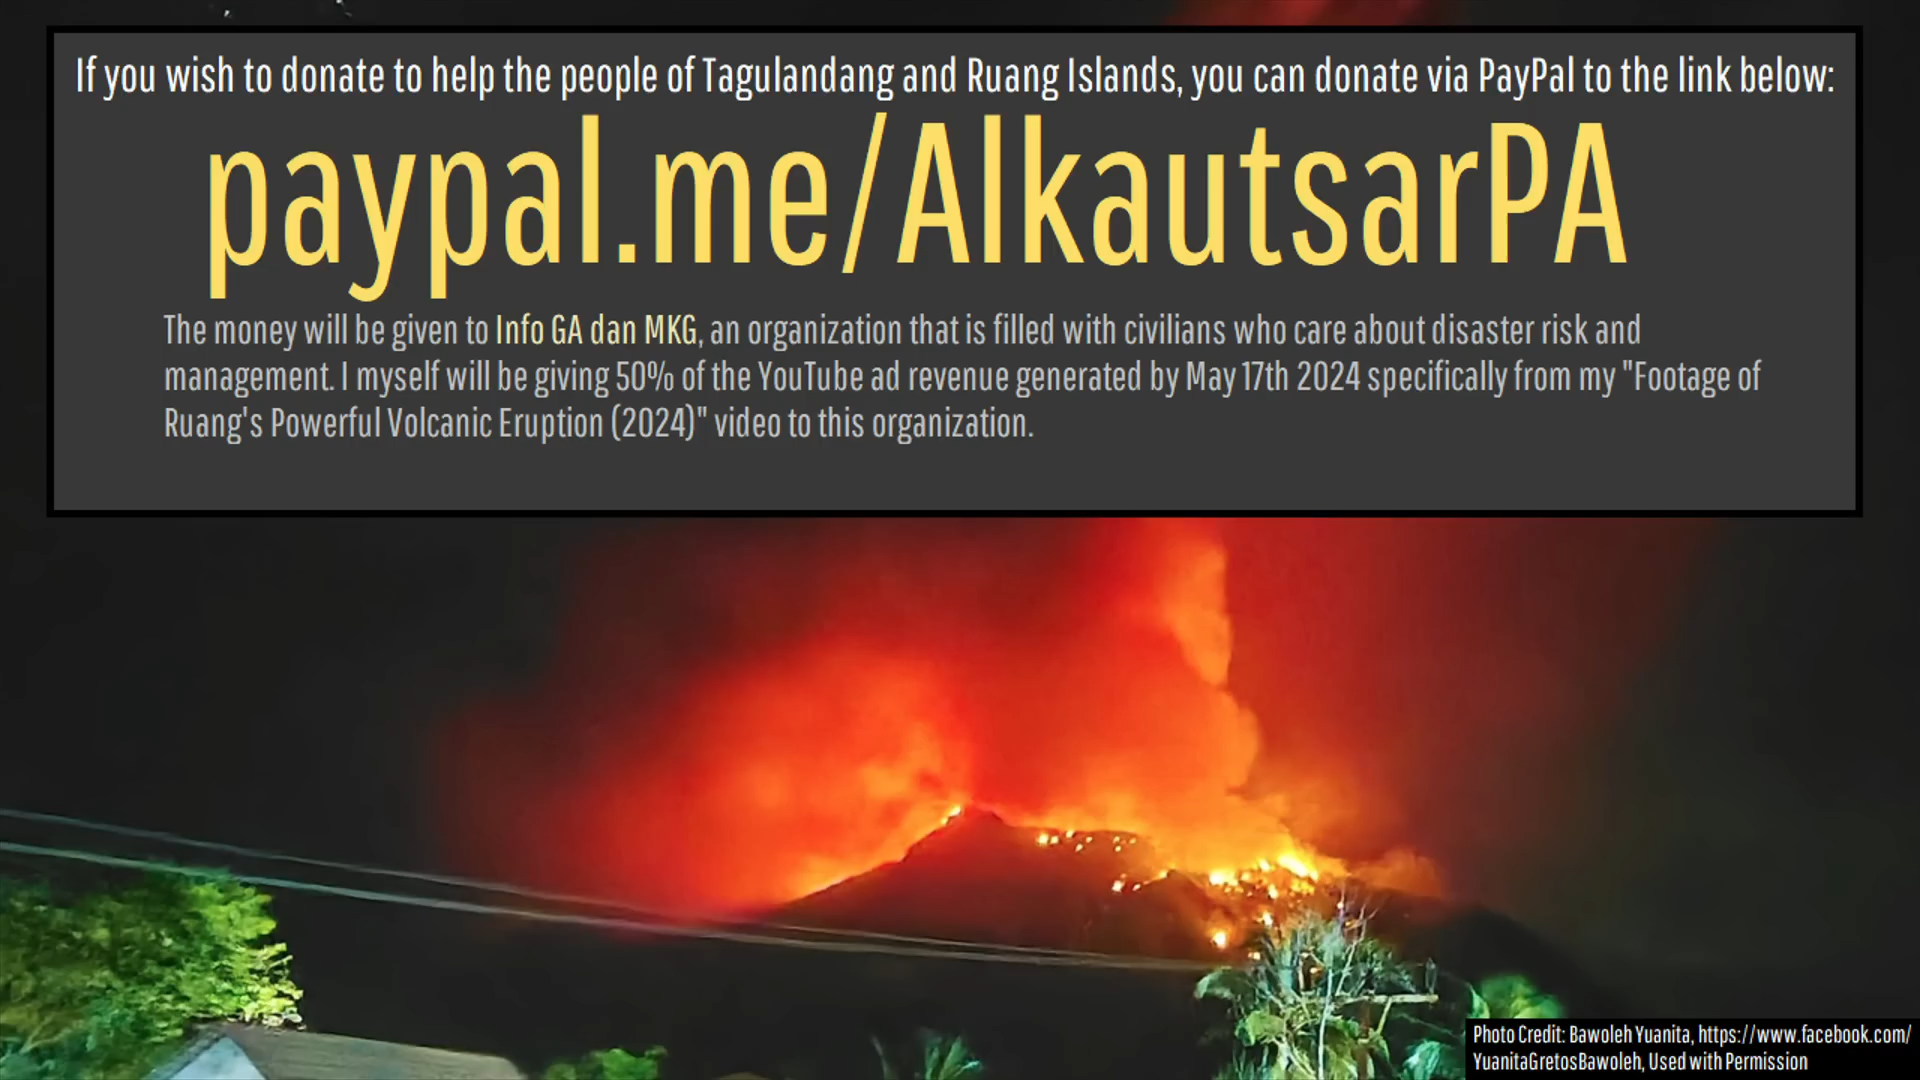 If you wish to donate to help the people of Tagulandang and Ruang Islands, you can donate via PayPal to the link below:
paypal.me/AlkautsarPA
The money will be given to Info GA dan MKG, an organization that is filled with civilians who care about disaster risk and
management. I myself will be giving 50% of the YouTube ad revenue generated by May 17th 2024 specifically from my "Footage of
Ruang's Powerful Volcanic Eruption (2024)" video to this organization.
Photo Credit: Bawoleh Yuanita, https://www.facebook.com/
YuanitaGretosBawoleh, Used with Permission